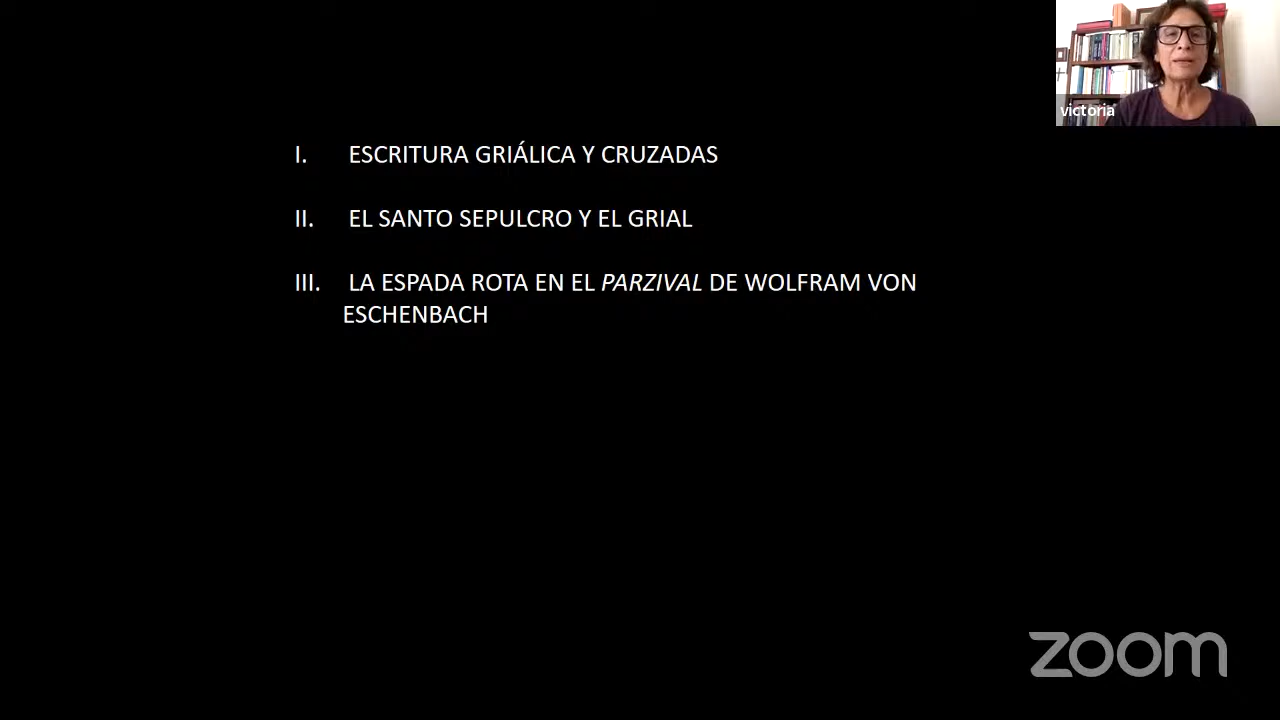 victoria
I. ESCRITURA GRIÁLICA Y CRUZADAS
II. EL SANTO SEPULCRO Y EL GRIAL
III. LA ESPADA ROTA EN EL PARZIVAL DE WOLFRAM VON
ESCHENBACH
zoom